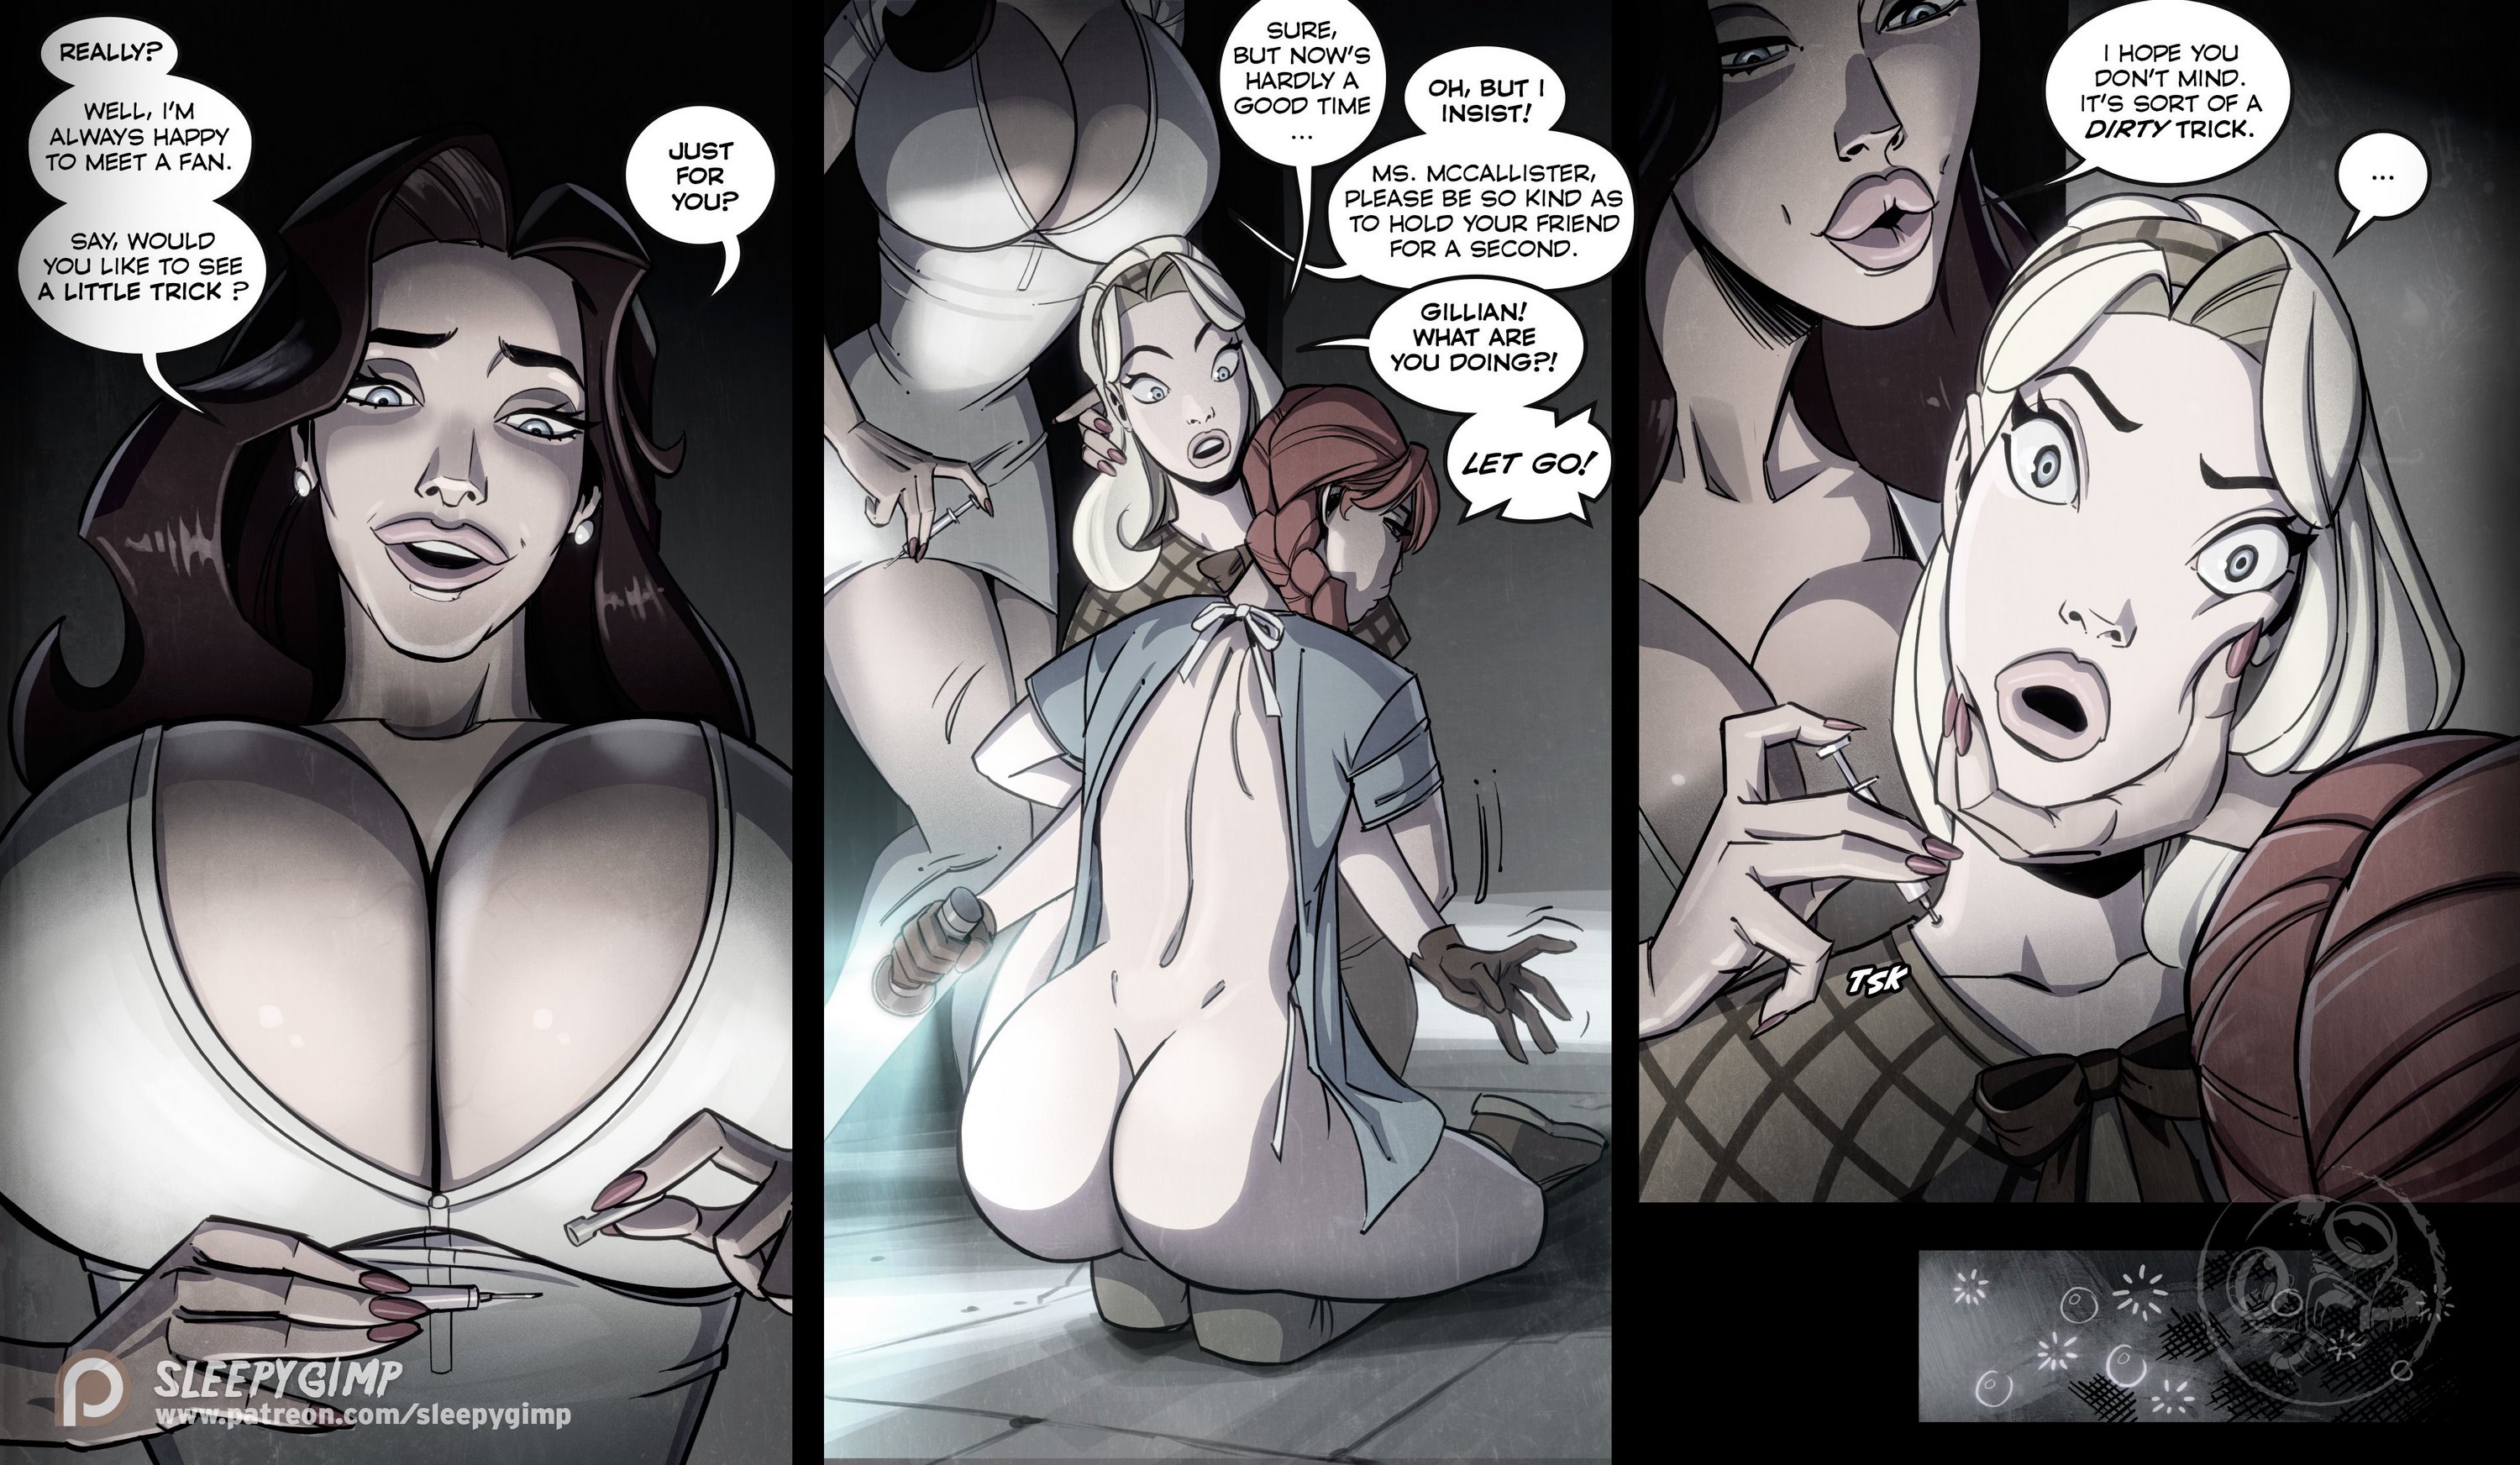 REALLY?
WELL, I'M
ALWAYS HAPPY
TO MEET A FAN.
SAY, WOULD
YOU LIKE TO SEE
A LITTLE TRICK ?
JUST
FOR
YOU?
SLEEPYGIMP
www.patreon.com/sleepygimp
SURE,
BUT NOW'S
HARDLY A
GOOD TIME
...
OH, BUT I
INSIST!
MS. MCCALLISTER,
PLEASE BE SO KIND AS
TO HOLD YOUR FRIEND
FOR A SECOND.
GILLIAN!
WHAT ARE
YOU DOING?!
LET GO!
I HOPE YOU
DON'T MIND.
IT'S SORT OF A
DIRTY TRICK.
...
TSK